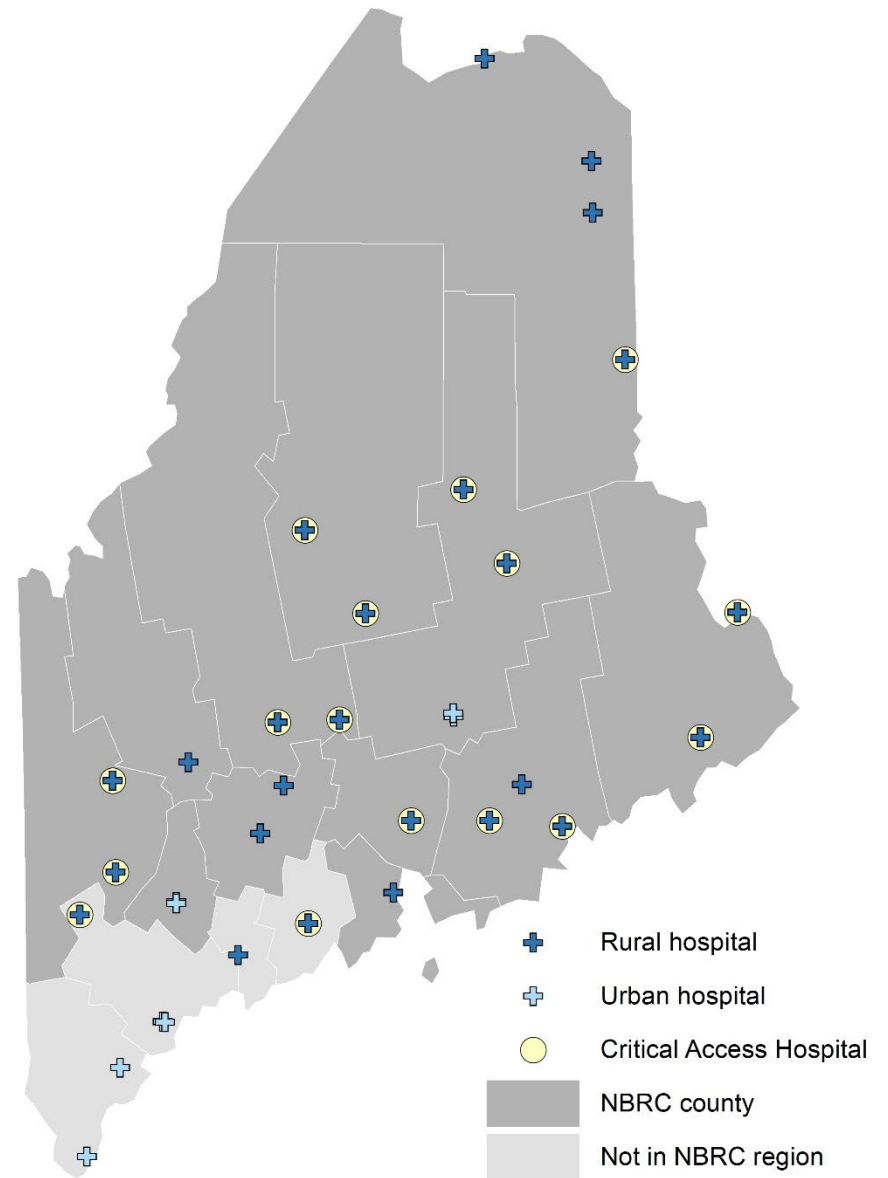 Rural hospital
Urban hospital
Critical Access Hospital
NBRC county
Not in NBRC region